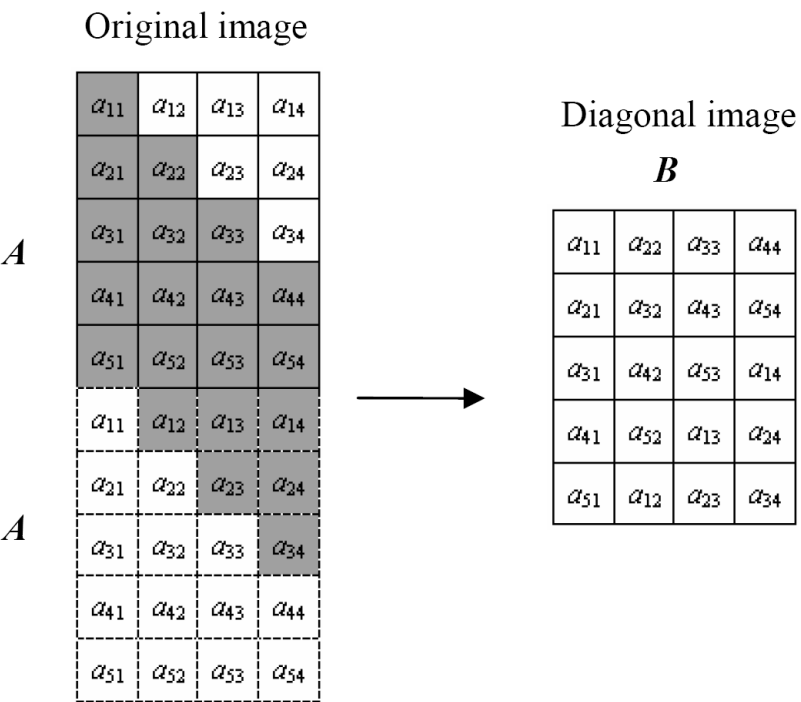 Original image
a11 a12 a13 a14
a21 a22 a23 a24
a31 a32 a33 a34
A
a41 a42 a43 a44
a51 a52 a53 a54
a11 a12 a13 a14
a21 a22 a23 a24
A
a31 a32 a33 a34
a41 a42 a43 a44
a51 a52 a53 a54
Diagonal image
B
a11 a22 a33 a44
a21 a32 a43 a54
a31 a42 a53 a14
a41 a52 a13 a24
a51 a12 a23 a34